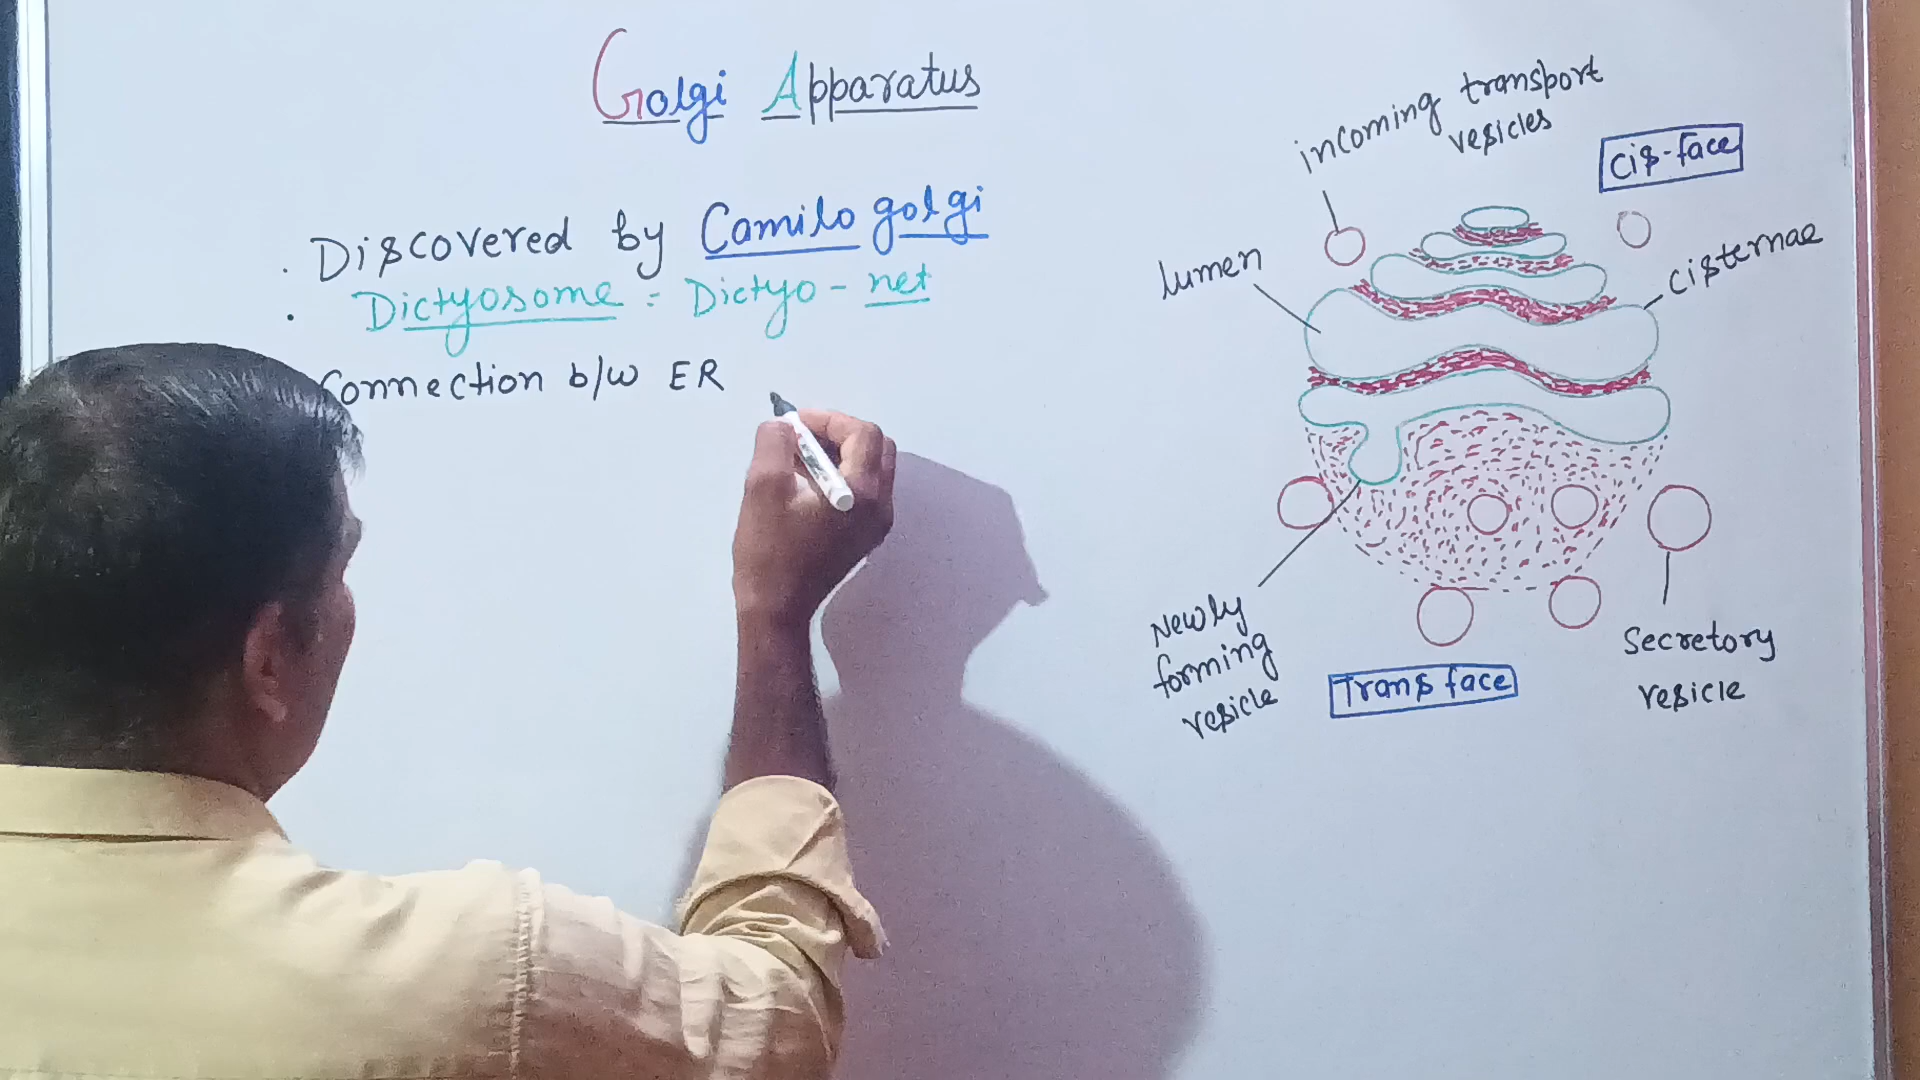 Golgi Apparatus
. Discovered by Camilo golgi
. Dictyosome = Dictyo - net
Connection b/w ER
incoming transport
vesicles
cis-face
lumen
cisternae
Newly
forming
vesicle
Trans face
Secretory
vesicle